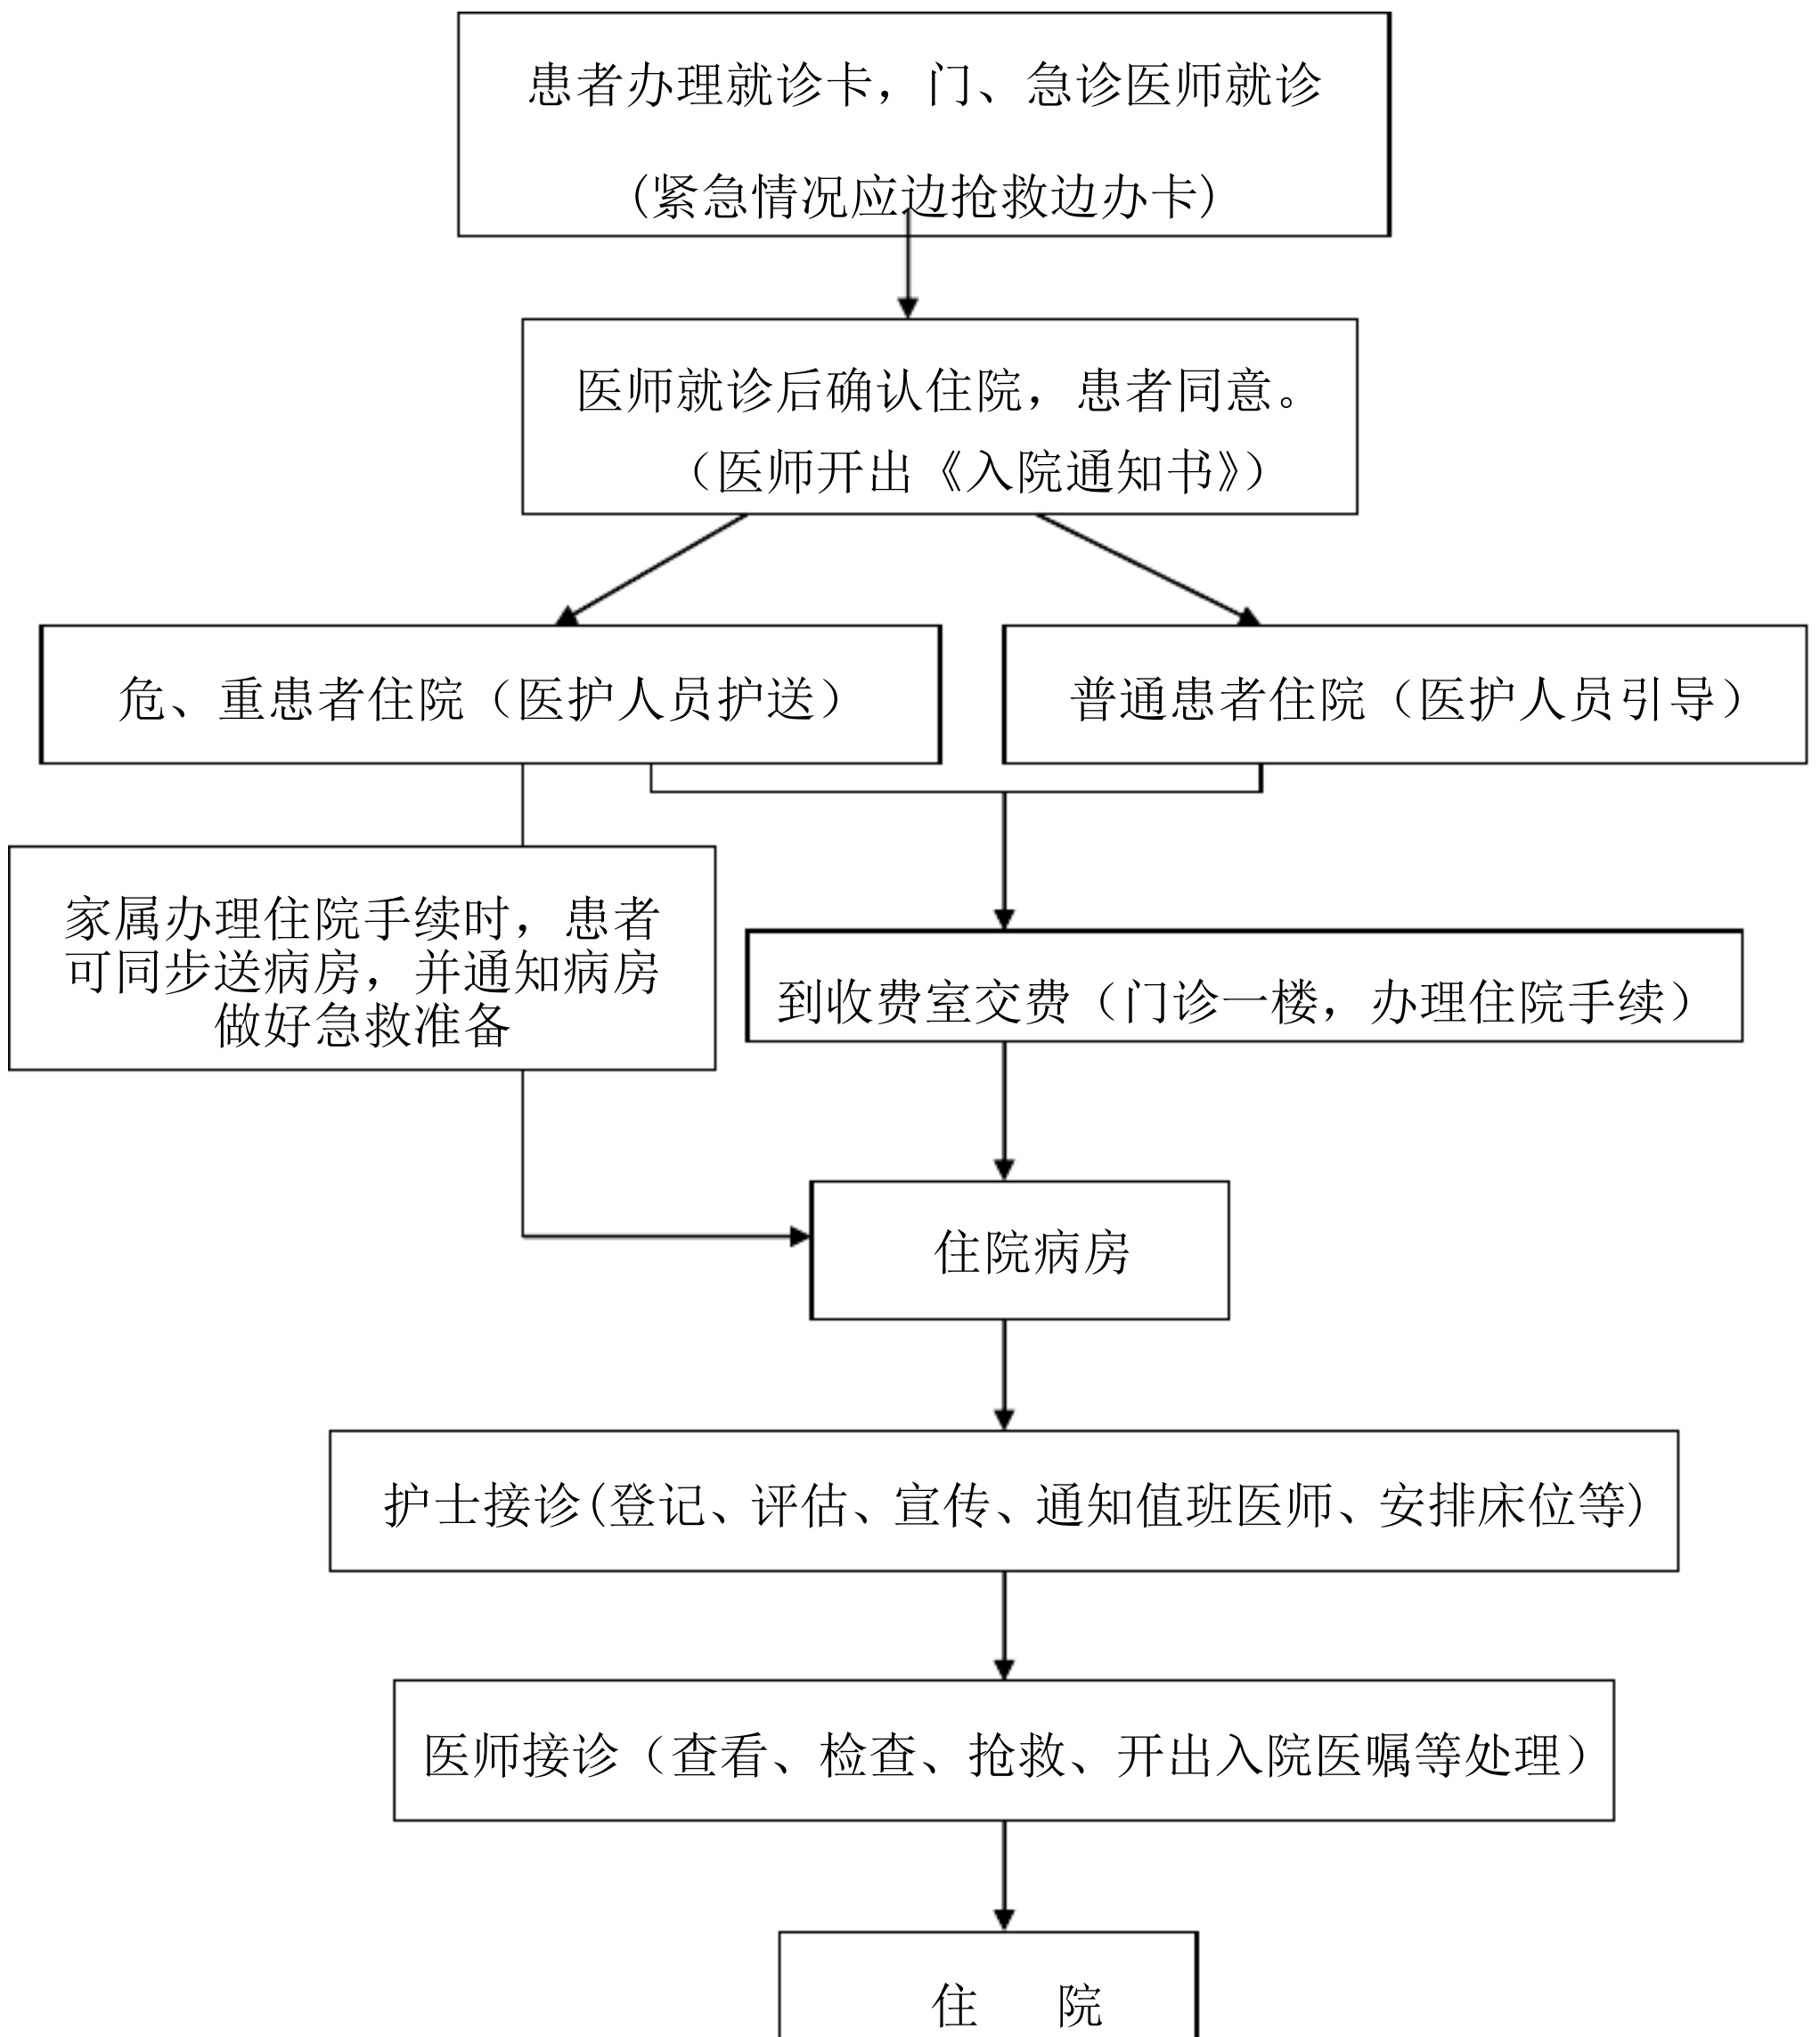 患者办理就诊卡，门、急诊医师就诊
(紧急情况应边抢救边办卡)
医师就诊后确认住院，患者同意。
（医师开出《入院通知书》）
危、重患者住院（医护人员护送）
普通患者住院（医护人员引导）
家属办理住院手续时，患者
可同步送病房，并通知病房
做好急救准备
到收费室交费（门诊一楼，办理住院手续）
住院病房
护士接诊(登记、评估、宣传、通知值班医师、安排床位等)
医师接诊（查看、检查、抢救、开出入院医嘱等处理）
住　院